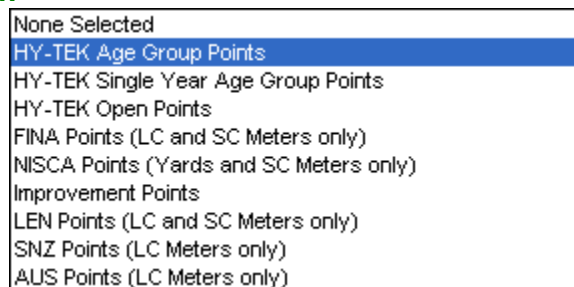 None Selected
HY-TEK Age Group Points
HY-TEK Single Year Age Group Points
HY-TEK Open Points
FINA Points (LC and SC Meters only)
NISCA Points (Yards and SC Meters only)
Improvement Points
LEN Points (LC and SC Meters only)
SNZ Points (LC Meters only)
AUS Points (LC Meters only)